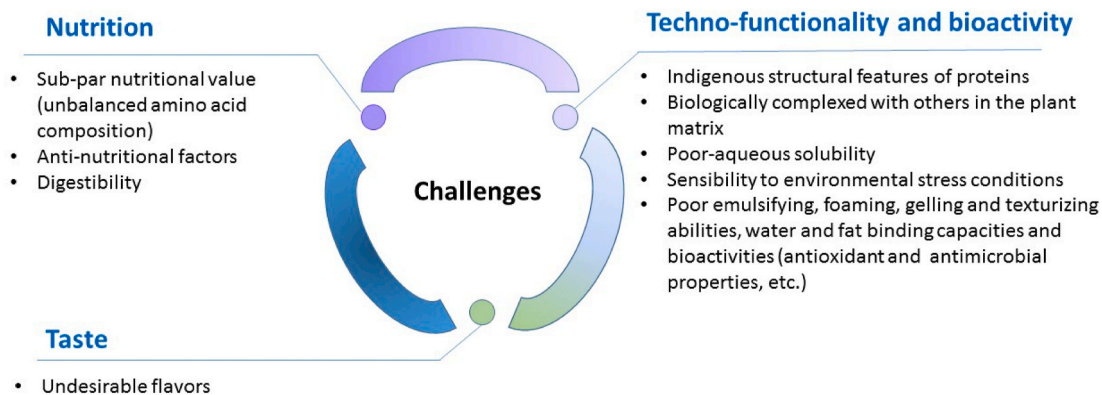 Nutrition
• Sub-par nutritional value
(unbalanced amino acid
composition)
• Anti-nutritional factors
• Digestibility
Techno-functionality and bioactivity
• Indigenous structural features of proteins
• Biologically complexed with others in the plant
matrix
• Poor-aqueous solubility
• Sensibility to environmental stress conditions
• Poor emulsifying, foaming, gelling and texturizing
abilities, water and fat binding capacities and
bioactivities (antioxidant and antimicrobial
properties, etc.)
Challenges
Taste
• Undesirable flavors